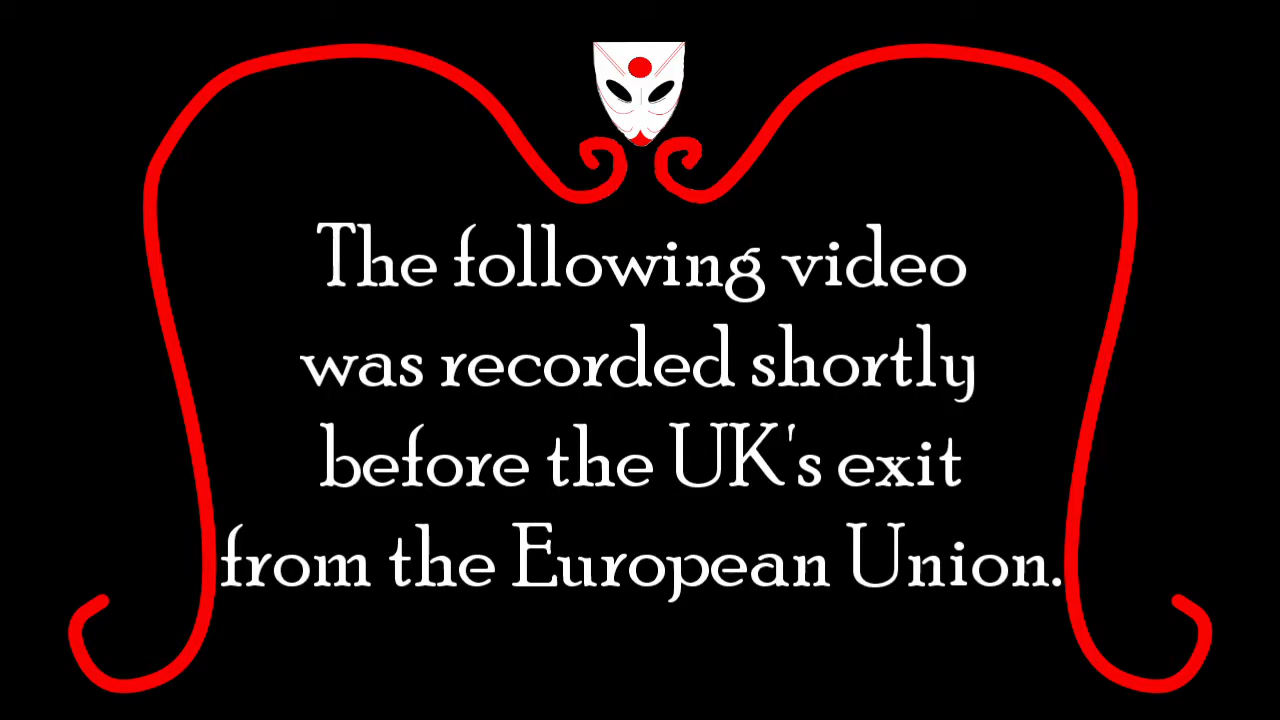 The following video
was recorded shortly
before the UK's exit
from the European Union.